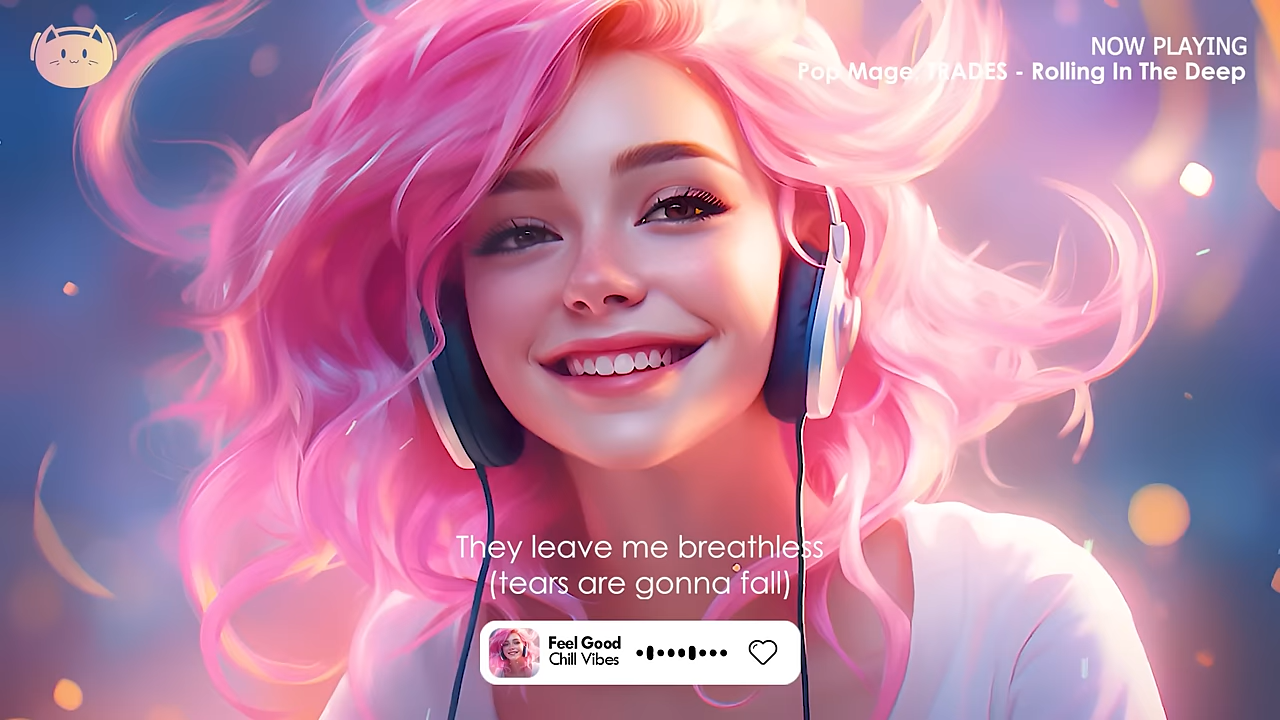 NOW PLAYING
Pop Mage, TRADES - Rolling In The Deep
They leave me breathless
(tears are gonna fall)
Feel Good
Chill Vibes